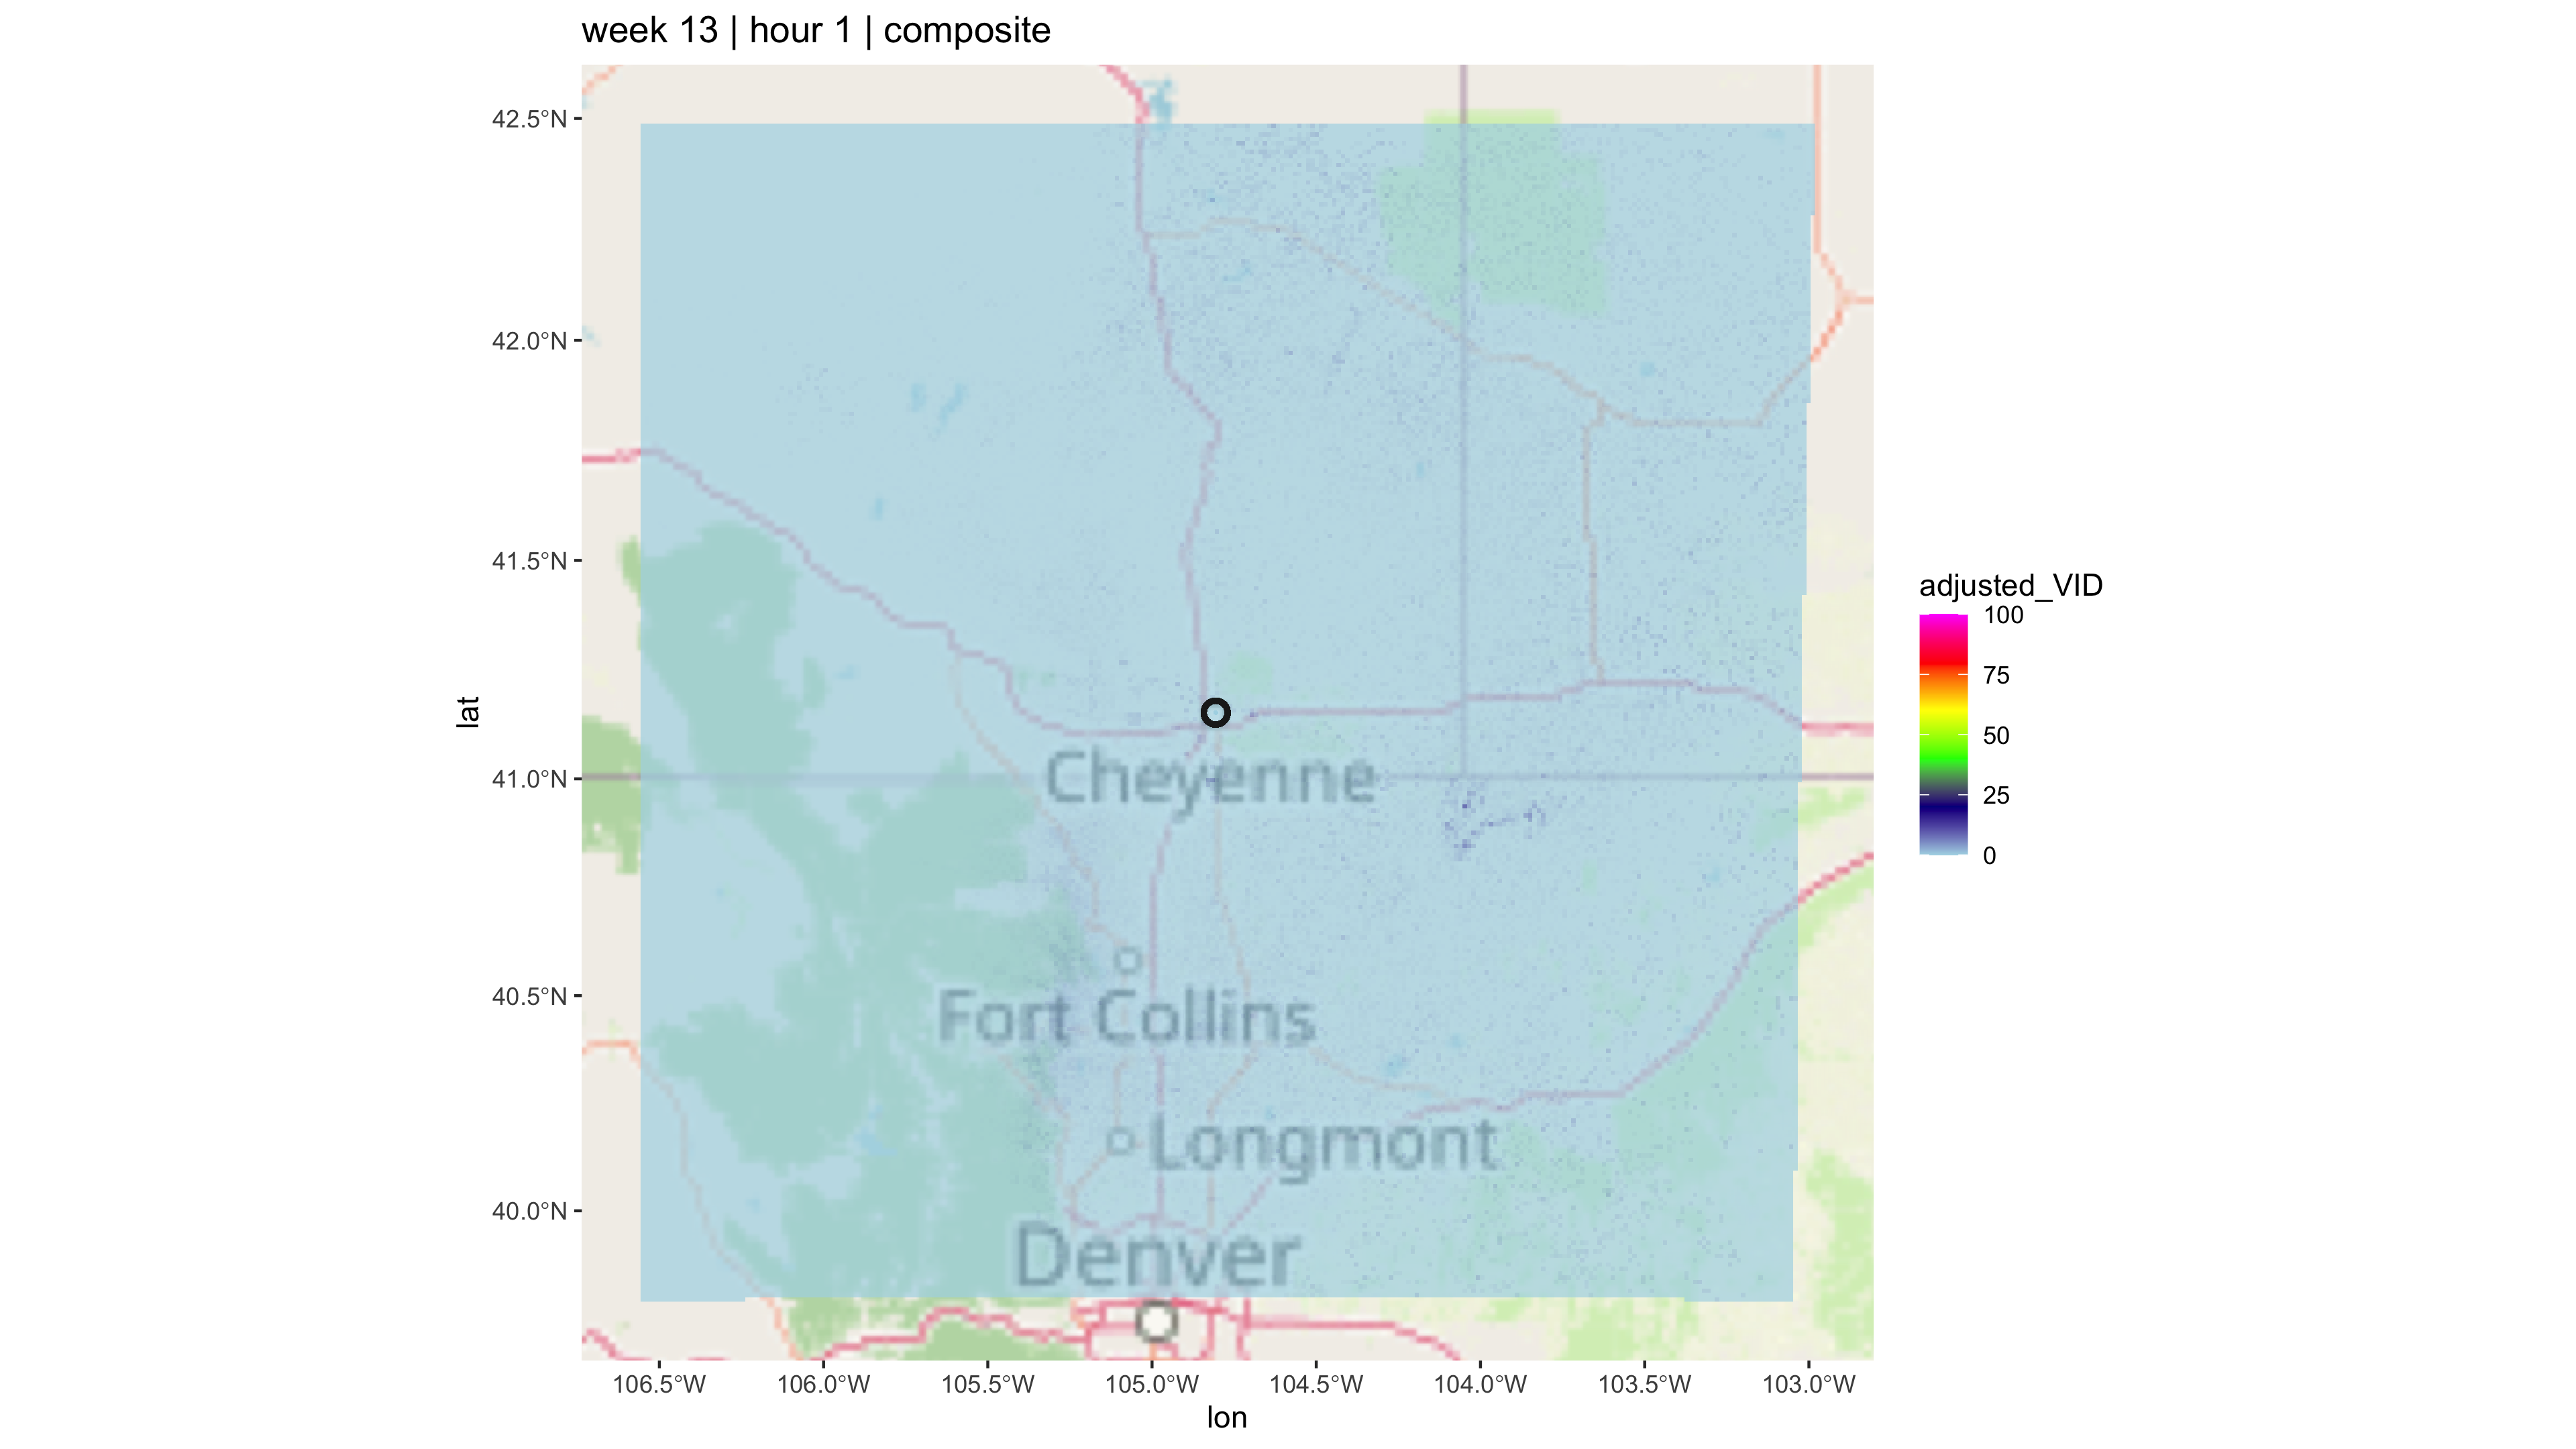 week 13 | hour 1 | composite
42.5°N
42.0°N
41.5°N
41.0°N
40.5°N
40.0°N
lat
Cheyenne
Fort Collins
Longmont
Denver
106.5°W 106.0°W 105.5°W 105.0°W 104.5°W 104.0°W 103.5°W 103.0°W
lon
adjusted_VID
100
75
50
25
0